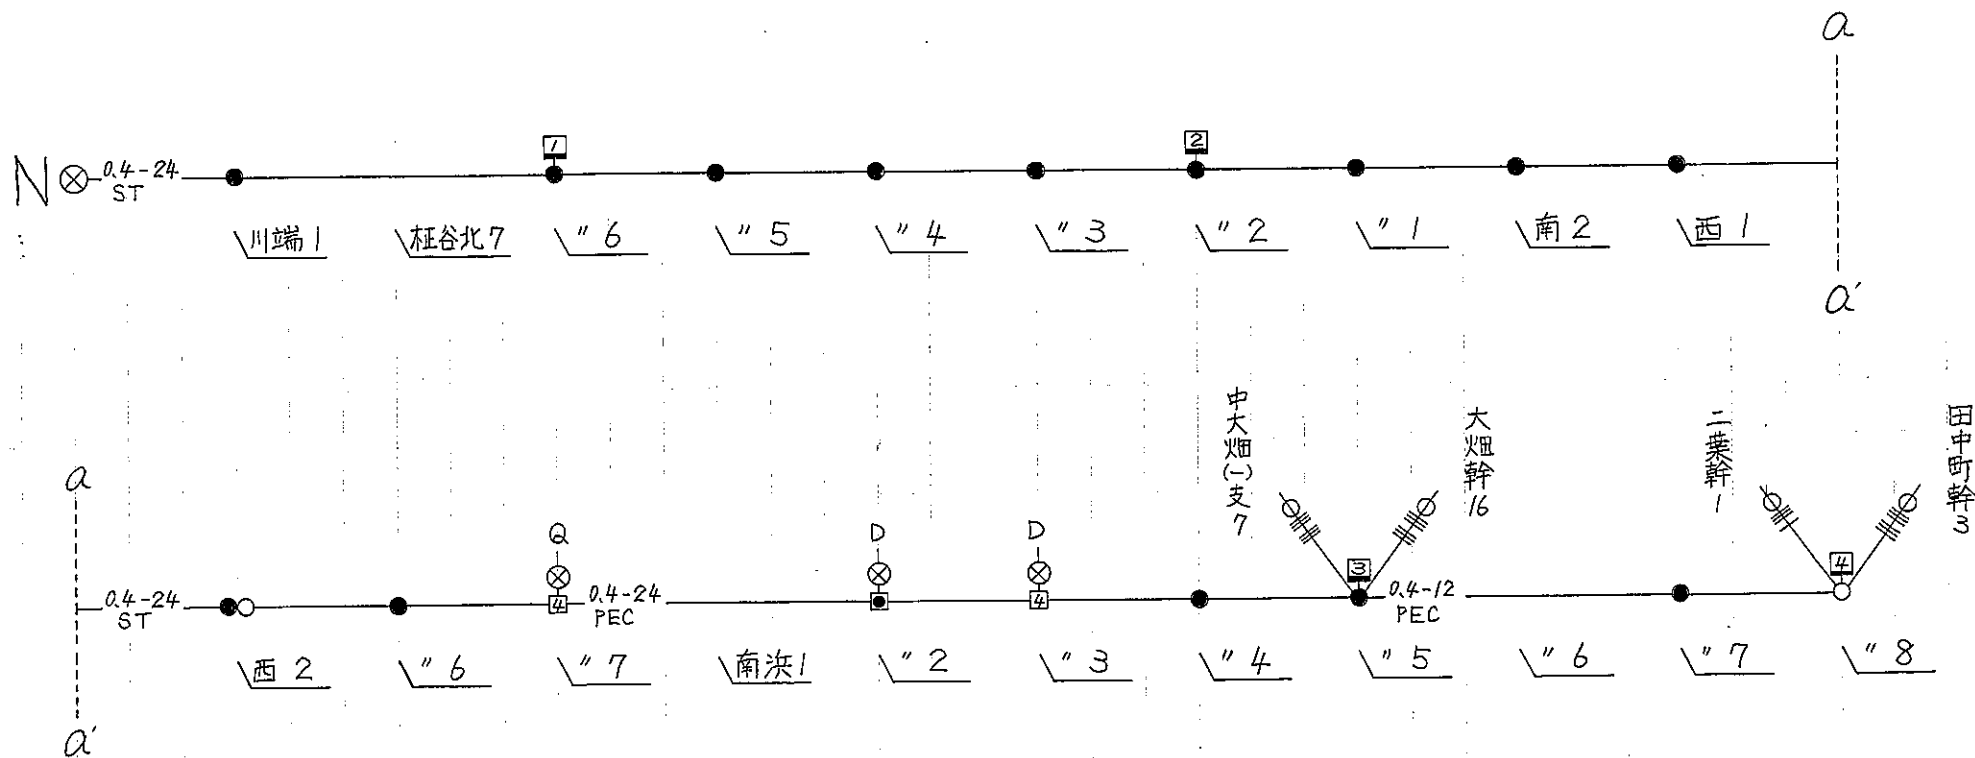 a
1
2
N 0.4-24
ST
川端1 柾谷北7 〃6 〃5 〃4 〃3 〃2 〃1 南2 西1
a'
中大畑(一)支7
大畑幹16
二葉幹1
田中町幹3
a
Q D D
3 4
0.4-24
ST
4
0.4-24
PEC
4
0.4-12
PEC
西2 〃6 〃7 南浜1 〃2 〃3 〃4 〃5 〃6 〃7 〃8
a'